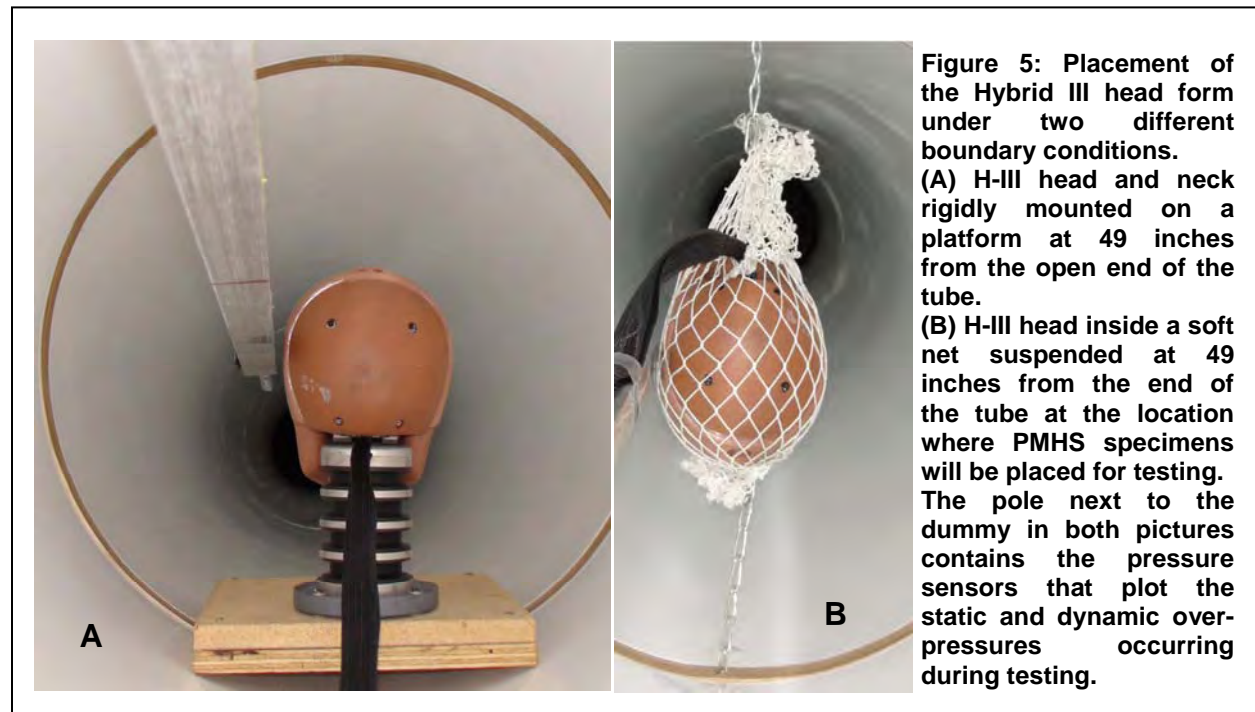 A
B
Figure 5: Placement of
the Hybrid III head form
under two different
boundary conditions.
(A) H-III head and neck
rigidly mounted on a
platform at 49 inches
from the open end of the
tube.
(B) H-III head inside a soft
net suspended at 49
inches from the end of
the tube at the location
where PMHS specimens
will be placed for testing.
The pole next to the
dummy in both pictures
contains the pressure
sensors that plot the
static and dynamic over-
pressures occurring
during testing.